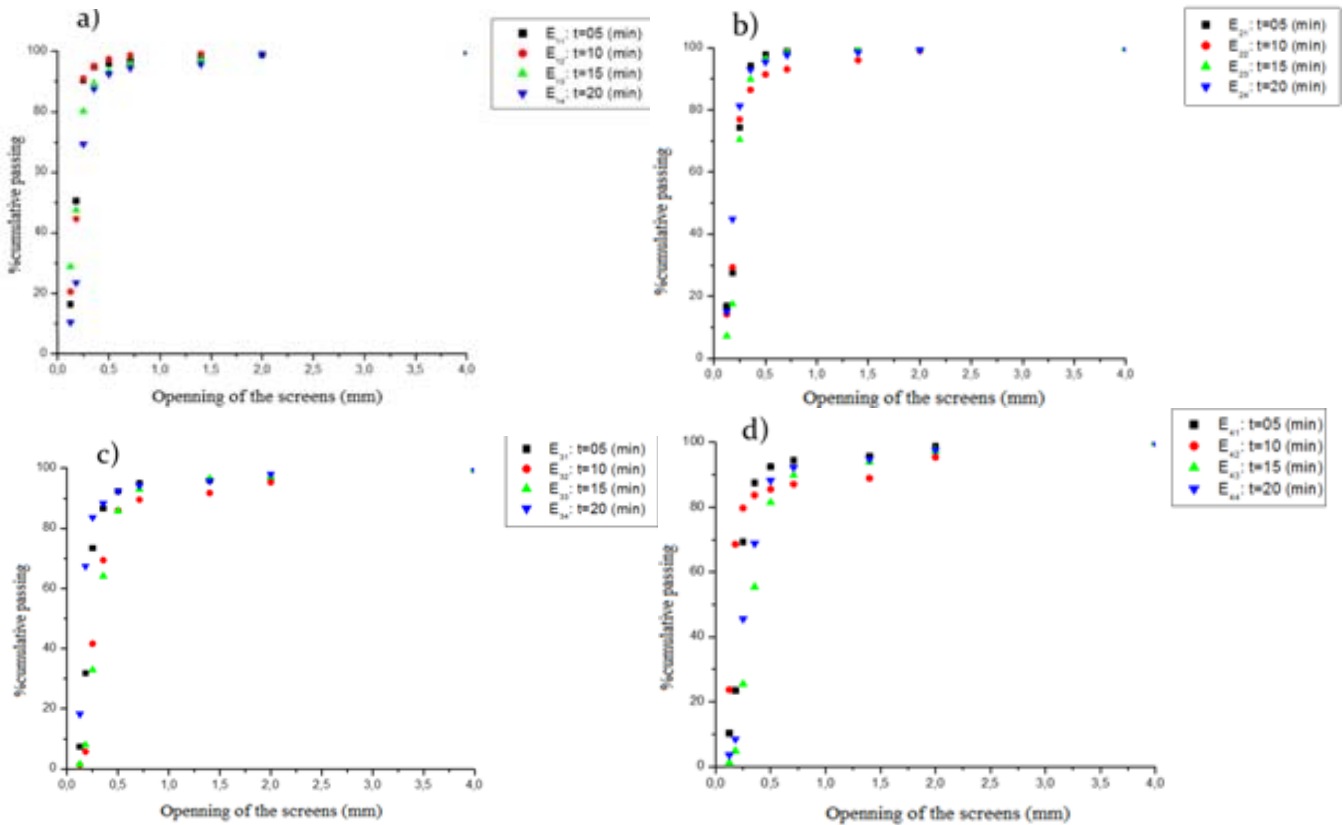 a)
E₁₁: t=05 (min)
E₁₂: t=10 (min)
E₁₃: t=15 (min)
E₁₄: t=20 (min)
%cumulative passing
100
80
60
40
20
0
0,0 0,5 1,0 1,5 2,0 2,5 3,0 3,5 4,0
Openning of the screens (mm)
b)
E₂₁: t=05 (min)
E₂₂: t=10 (min)
E₂₃: t=15 (min)
E₂₄: t=20 (min)
%cumulative passing
100
80
60
40
20
0
0,0 0,5 1,0 1,5 2,0 2,5 3,0 3,5 4,0
Openning of the screens (mm)
c)
E₃₁: t=05 (min)
E₃₂: t=10 (min)
E₃₃: t=15 (min)
E₃₄: t=20 (min)
%cumulative passing
100
80
60
40
20
0
0,0 0,5 1,0 1,5 2,0 2,5 3,0 3,5 4,0
Openning of the screens (mm)
d)
E₄₁: t=05 (min)
E₄₂: t=10 (min)
E₄₃: t=15 (min)
E₄₄: t=20 (min)
%cumulative passing
100
80
60
40
20
0
0,0 0,5 1,0 1,5 2,0 2,5 3,0 3,5 4,0
Openning of the screens (mm)